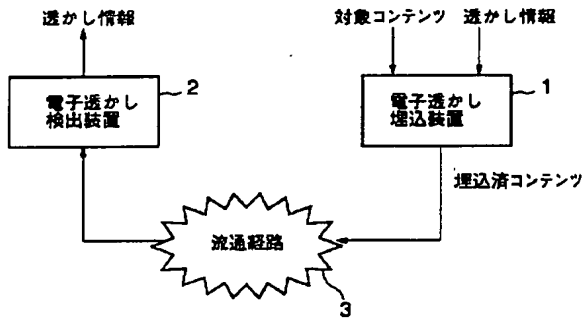 透かし情報
対象コンテンツ 透かし情報
電子透かし
検出装置
2
電子透かし
埋込装置
1
埋込済コンテンツ
流通経路
3